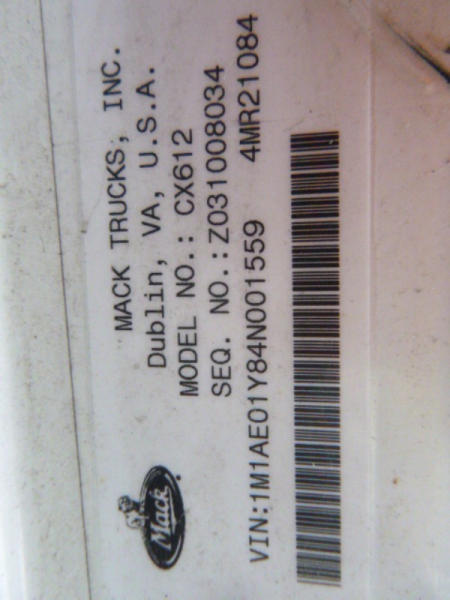 MACK TRUCKS, INC.
Dublin, VA, U.S.A.
MODEL NO.: CX612
SEQ. NO.:Z031008034
VIN:1M1AE01Y84N001559 4MR21084
Mack